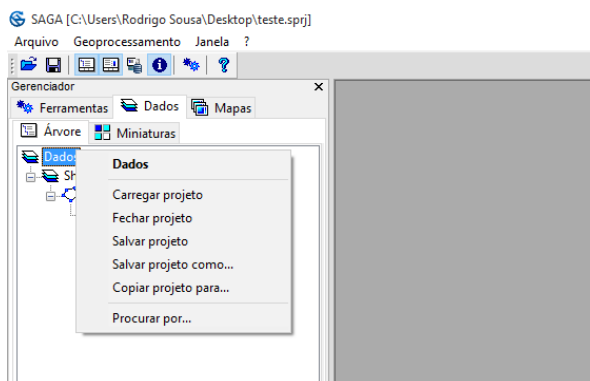 SAGA [C:\Users\Rodrigo Sousa\Desktop\teste.sprj]
Arquivo Geoprocessamento Janela ?
Gerenciador
Ferramentas Dados Mapas
Árvore Miniaturas
Dados
Dados
Carregar projeto
Fechar projeto
Salvar projeto
Salvar projeto como...
Copiar projeto para...
Procurar por...